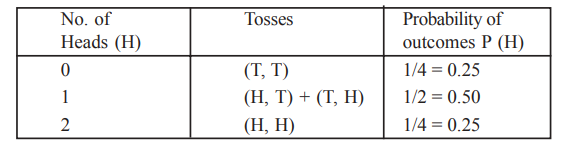 No. of Tosses Probability of
Heads (H) outcomes P (H)
0 (T, T) 1/4 = 0.25
1 (H, T) + (T, H) 1/2 = 0.50
2 (H, H) 1/4 = 0.25